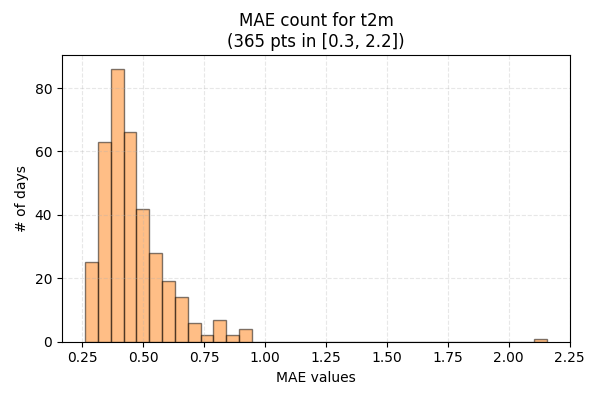 MAE count for t2m
(365 pts in [0.3, 2.2])
# of days
80
60
40
20
0
0.25 0.50 0.75 1.00 1.25 1.50 1.75 2.00 2.25
MAE values